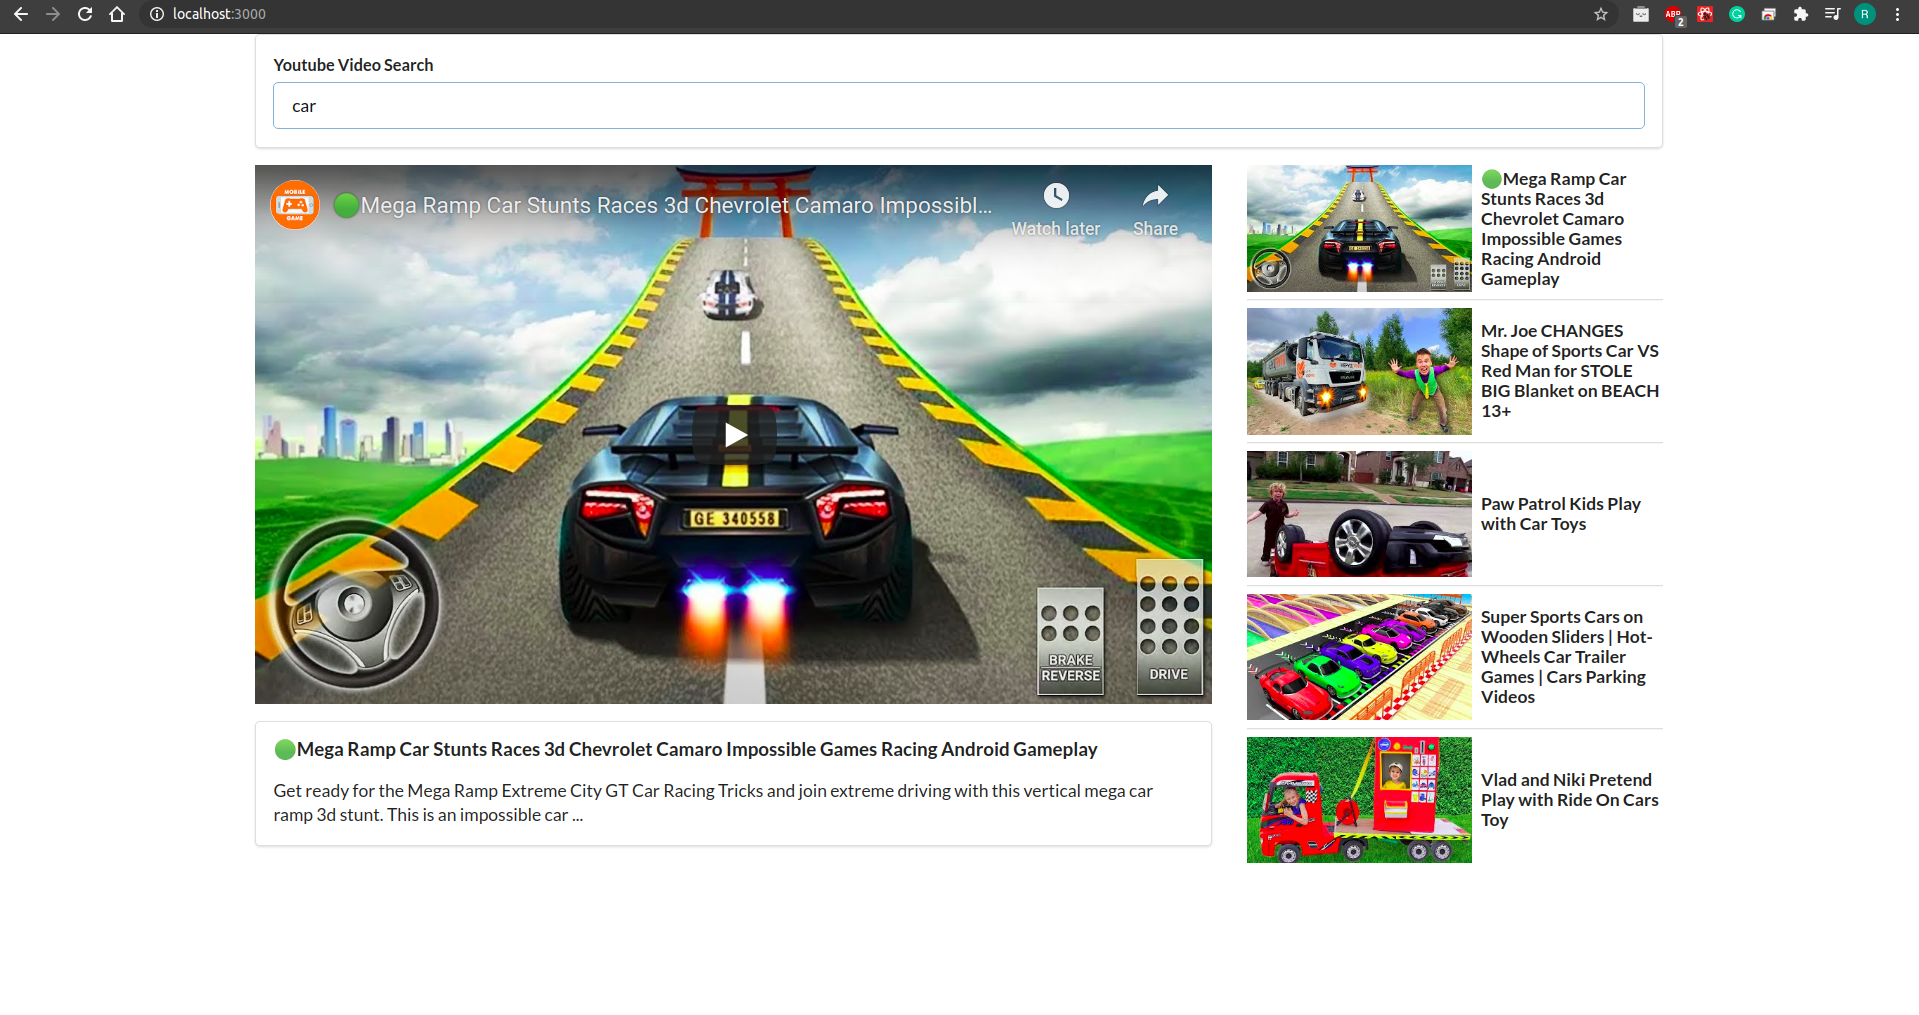 localhost:3000
ABP
2
R
Youtube Video Search
car
MOBILE
GAME
🟢Mega Ramp Car Stunts Races 3d Chevrolet Camaro Impossibl...
Watch later
Share
GE 340558
BRAKE
REVERSE
DRIVE
🟢Mega Ramp Car Stunts Races 3d Chevrolet Camaro Impossible Games Racing Android Gameplay
Get ready for the Mega Ramp Extreme City GT Car Racing Tricks and join extreme driving with this vertical mega car
ramp 3d stunt. This is an impossible car ...
🟢Mega Ramp Car
Stunts Races 3d
Chevrolet Camaro
Impossible Games
Racing Android
Gameplay
Mr. Joe CHANGES
Shape of Sports Car VS
Red Man for STOLE
BIG Blanket on BEACH
13+
Paw Patrol Kids Play
with Car Toys
Super Sports Cars on
Wooden Sliders | Hot-
Wheels Car Trailer
Games | Cars Parking
Videos
Vlad and Niki Pretend
Play with Ride On Cars
Toy